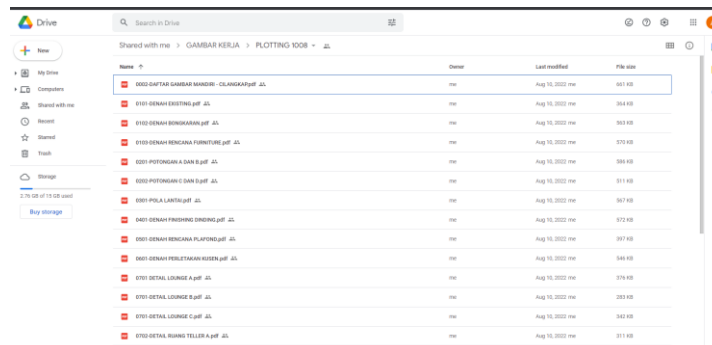 Drive
Search in Drive
New
My Drive
Computers
Shared with me
Recent
Starred
Trash
Storage
2.76 GB of 15 GB used
Buy storage
Shared with me > GAMBAR KERJA > PLOTTING 1008
Name Owner Last modified File size
0002-DAFTAR GAMBAR MANDIRI - CILANGKAP.pdf me Aug 10, 2022 me 661 KB
0101-DENAH EXISTING.pdf me Aug 10, 2022 me 364 KB
0102-DENAH BONGKARAN.pdf me Aug 10, 2022 me 563 KB
0103-DENAH RENCANA FURNITURE.pdf me Aug 10, 2022 me 570 KB
0201-POTONGAN A DAN B.pdf me Aug 10, 2022 me 586 KB
0202-POTONGAN C DAN D.pdf me Aug 10, 2022 me 511 KB
0301-POLA LANTAI.pdf me Aug 10, 2022 me 567 KB
0401-DENAH FINISHING DINDING.pdf me Aug 10, 2022 me 572 KB
0501-DENAH RENCANA PLAFOND.pdf me Aug 10, 2022 me 397 KB
0601-DENAH PERLETAKAN KUSEN.pdf me Aug 10, 2022 me 546 KB
0701-DETAIL LOUNGE A.pdf me Aug 10, 2022 me 376 KB
0701-DETAIL LOUNGE B.pdf me Aug 10, 2022 me 283 KB
0701-DETAIL LOUNGE C.pdf me Aug 10, 2022 me 342 KB
0702-DETAIL RUANG TELLER A.pdf me Aug 10, 2022 me 311 KB